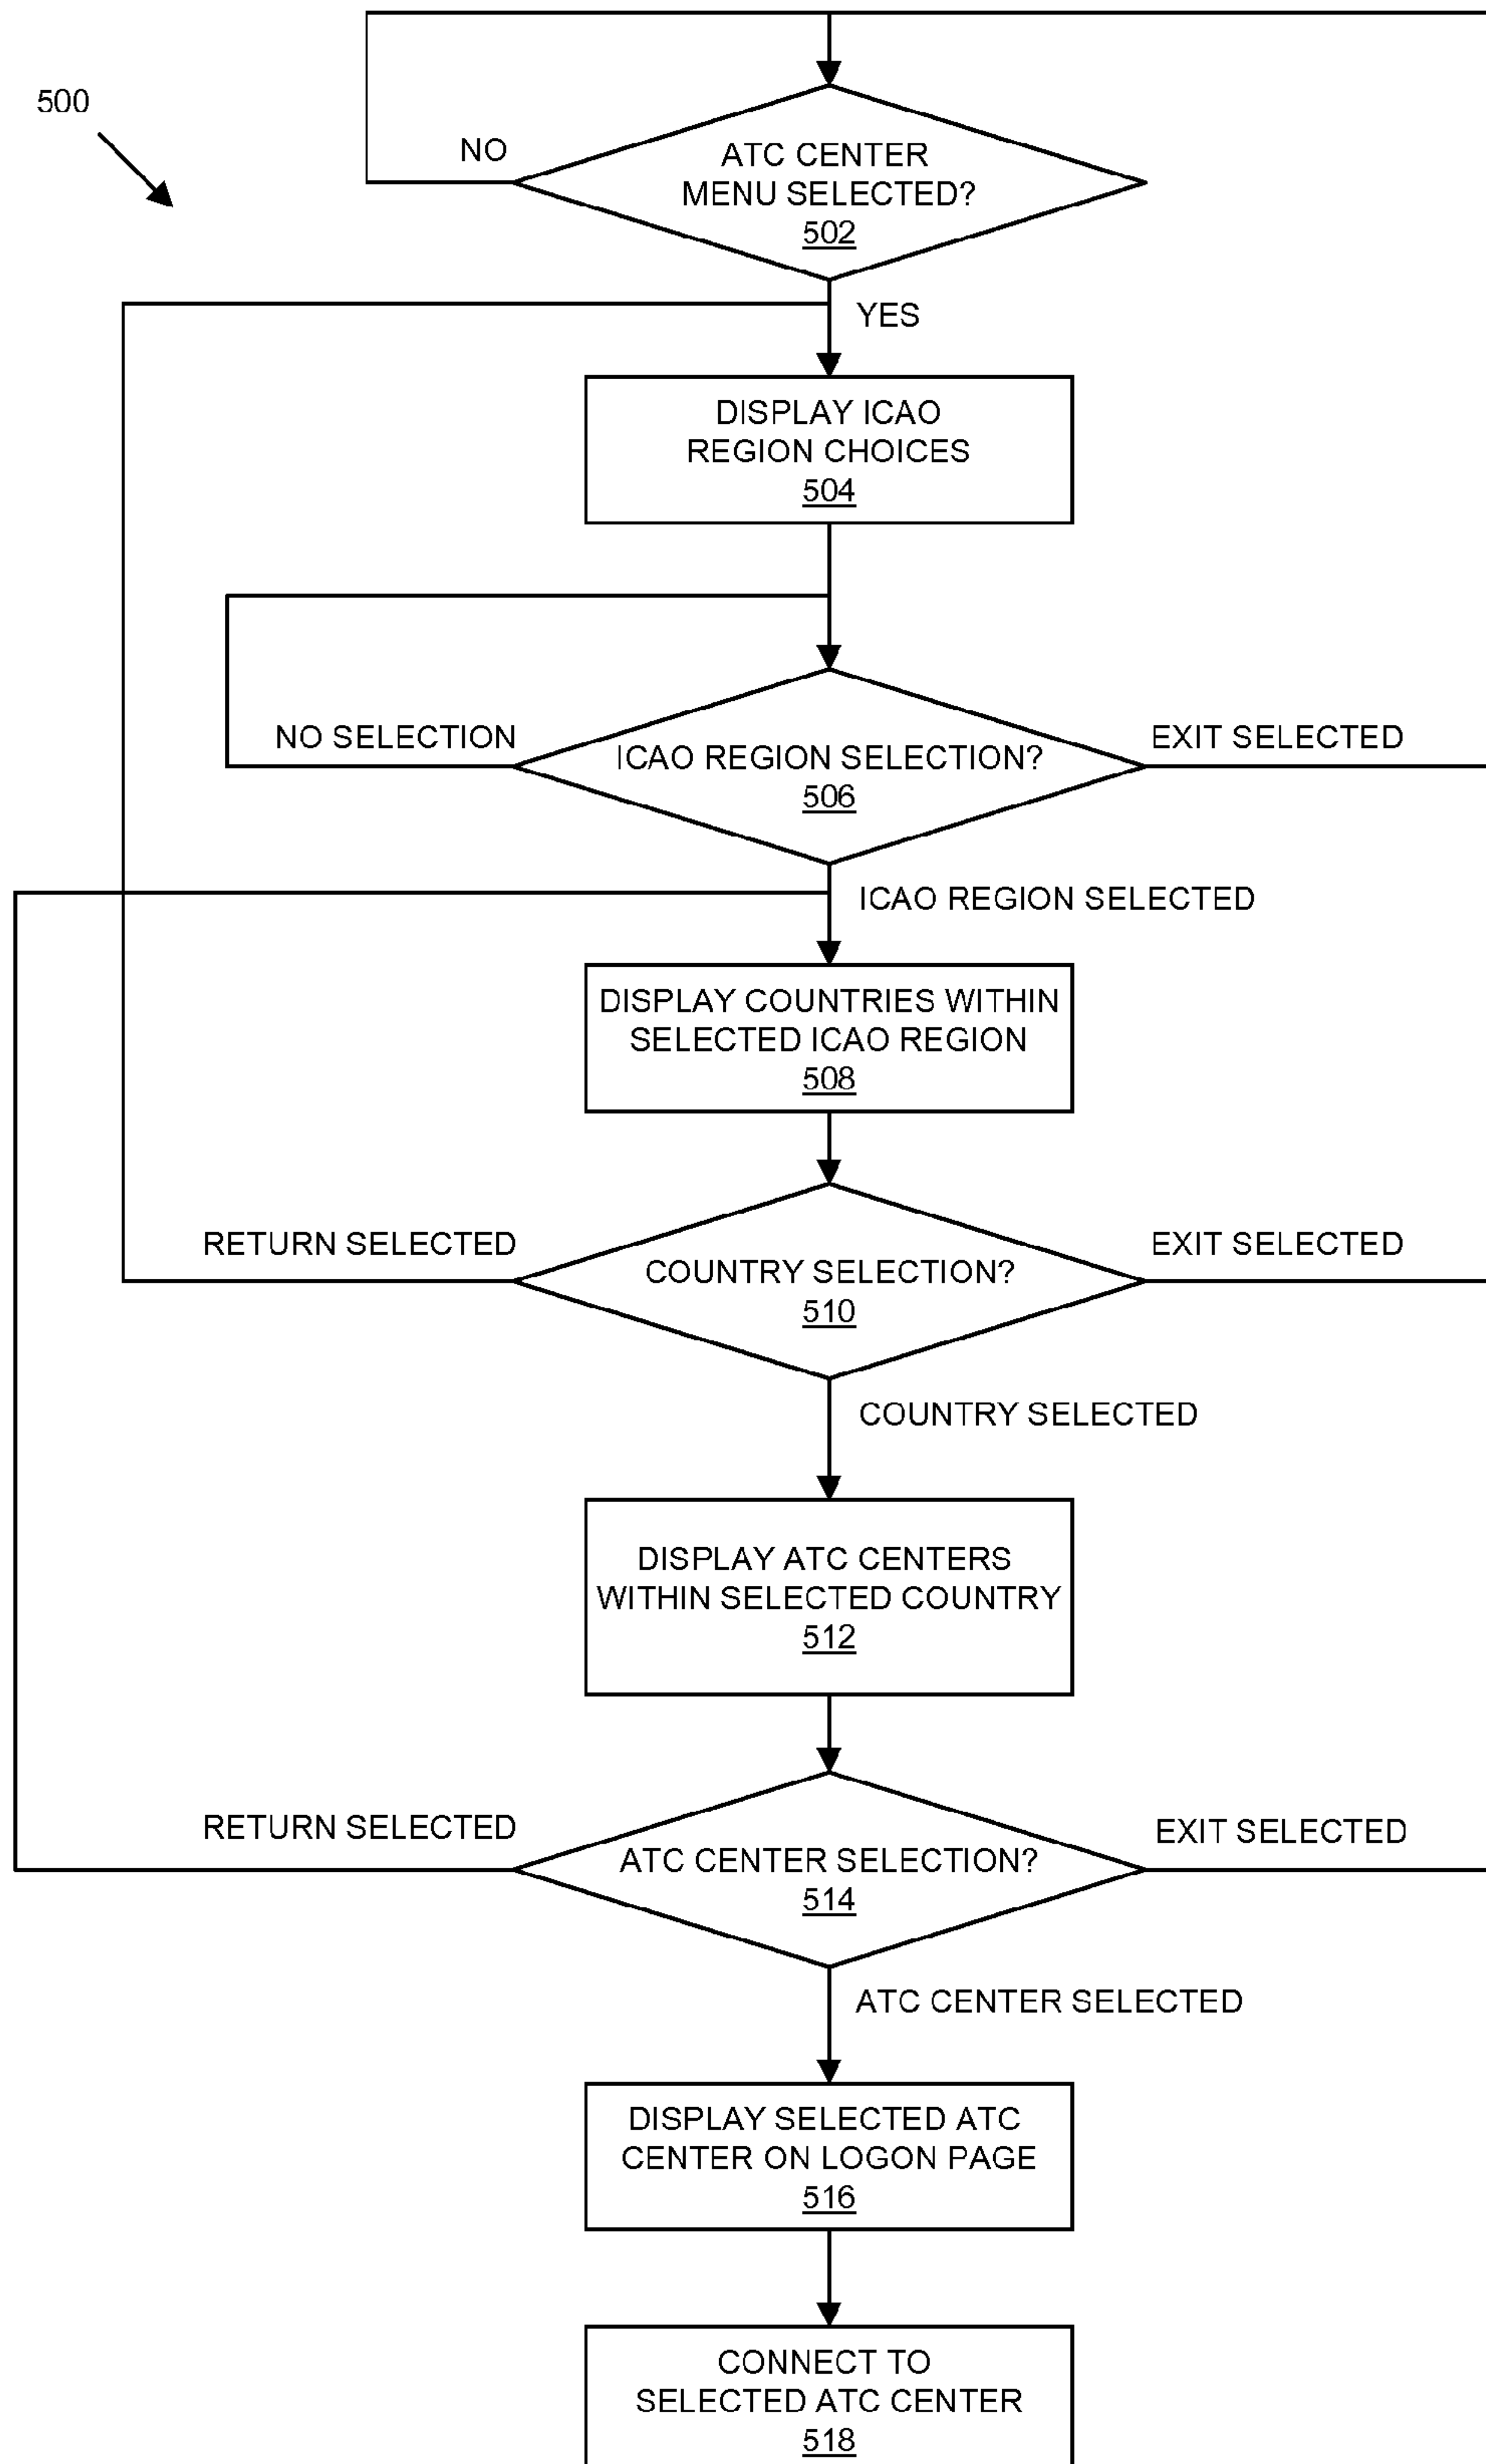 500
NO
ATC CENTER
MENU SELECTED?
502
YES
DISPLAY ICAO
REGION CHOICES
504
NO SELECTION
ICAO REGION SELECTION?
506
EXIT SELECTED
ICAO REGION SELECTED
DISPLAY COUNTRIES WITHIN
SELECTED ICAO REGION
508
RETURN SELECTED
COUNTRY SELECTION?
510
EXIT SELECTED
COUNTRY SELECTED
DISPLAY ATC CENTERS
WITHIN SELECTED COUNTRY
512
RETURN SELECTED
ATC CENTER SELECTION?
514
EXIT SELECTED
ATC CENTER SELECTED
DISPLAY SELECTED ATC
CENTER ON LOGON PAGE
516
CONNECT TO
SELECTED ATC CENTER
518